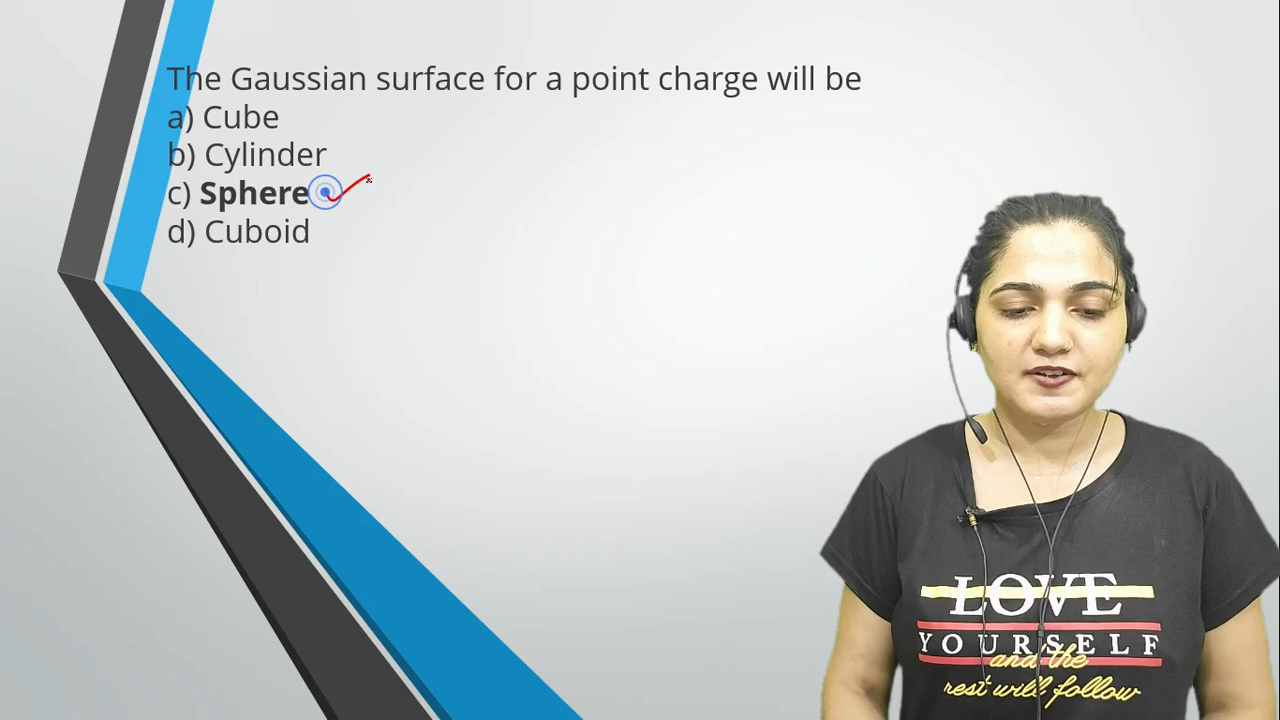 The Gaussian surface for a point charge will be
a) Cube
b) Cylinder
c) Sphere
d) Cuboid
LOVE
YOURSELF
and the
rest will follow